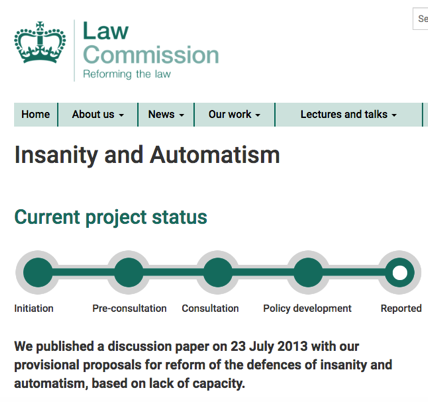 Law
Commission
Reforming the law
Se
Home About us News Our work Lectures and talks
Insanity and Automatism
Current project status
Initiation Pre-consultation Consultation Policy development Reported
We published a discussion paper on 23 July 2013 with our
provisional proposals for reform of the defences of insanity and
automatism, based on lack of capacity.